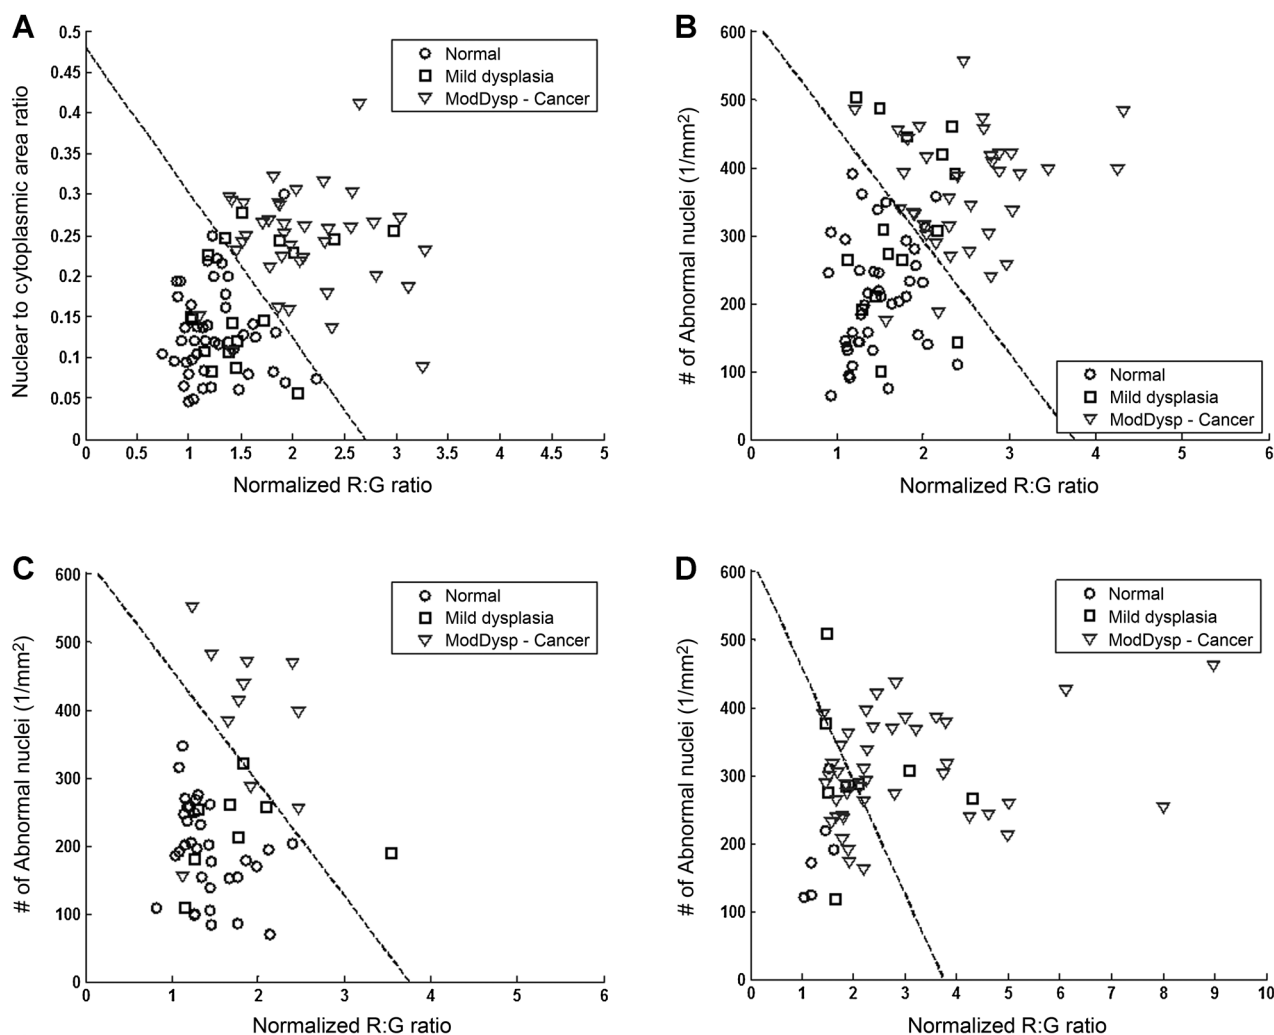 A
Nuclear to cytoplasmic area ratio
0.5
0.45
0.4
0.35
0.3
0.25
0.2
0.15
0.1
0.05
0
0 0.5 1 1.5 2 2.5 3 3.5 4 4.5 5
Normalized R:G ratio
Normal
Mild dysplasia
ModDysp - Cancer
B
# of Abnormal nuclei (1/mm2)
600
500
400
300
200
100
0
0 1 2 3 4 5 6
Normalized R:G ratio
Normal
Mild dysplasia
ModDysp - Cancer
C
# of Abnormal nuclei (1/mm2)
600
500
400
300
200
100
0
0 1 2 3 4 5 6
Normalized R:G ratio
Normal
Mild dysplasia
ModDysp - Cancer
D
# of Abnormal nuclei (1/mm2)
600
500
400
300
200
100
0
0 1 2 3 4 5 6 7 8 9 10
Normalized R:G ratio
Normal
Mild dysplasia
ModDysp - Cancer